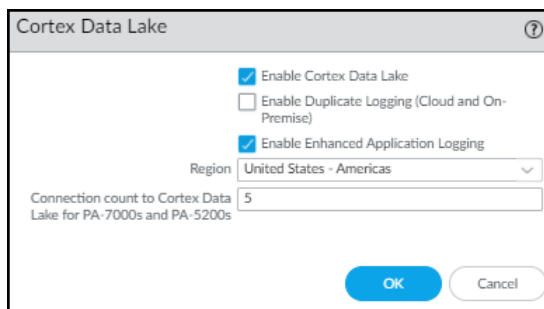 Cortex Data Lake
?
Enable Cortex Data Lake
Enable Duplicate Logging (Cloud and On-
Premise)
Enable Enhanced Application Logging
Region United States - Americas
Connection count to Cortex Data 5
Lake for PA-7000s and PA-5200s
OK Cancel